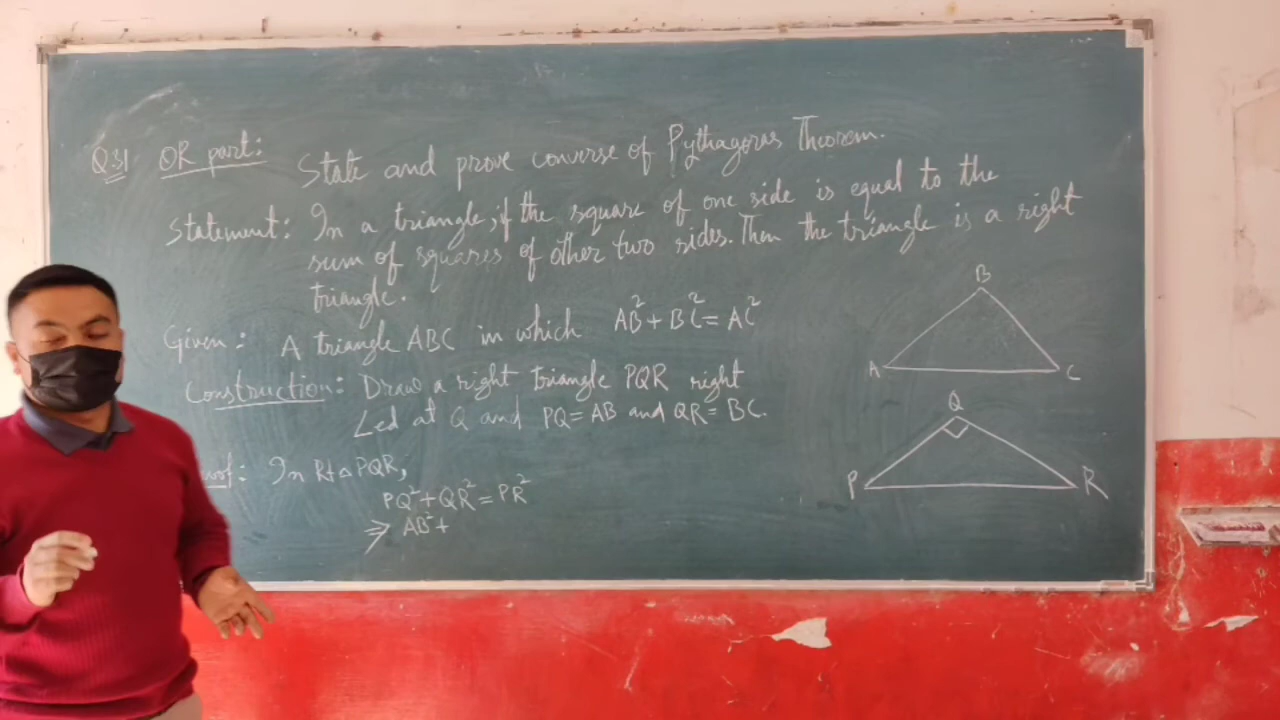 Q31 OR part: State and prove converse of Pythagoras Theorem.
Statement: In a triangle, if the square of one side is equal to the
sum of squares of other two sides. Then the triangle is a right
triangle.
Given: A triangle ABC in which AB²+BC²=AC²
Construction: Draw a right triangle PQR right
∠ed at Q and PQ=AB and QR=BC.
In Rt△PQR,
PQ²+QR²=PR²
⇒ AB²+
B
A
C
Q
P
R